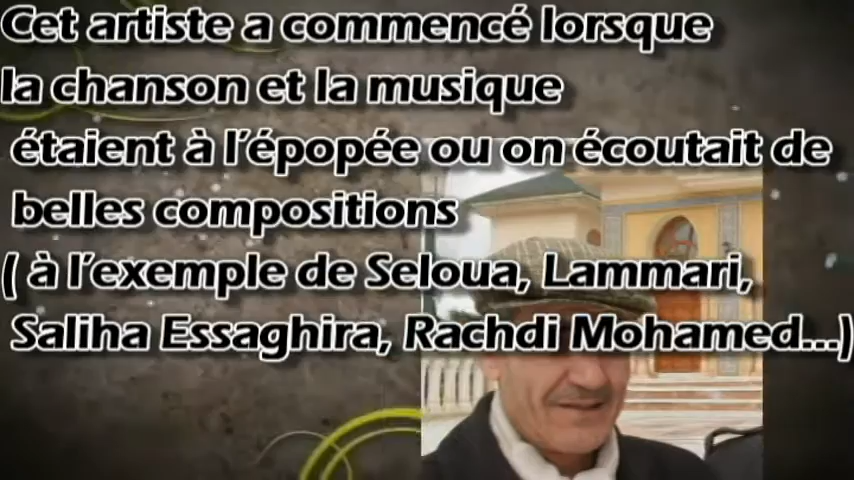 Cet artiste a commencé lorsque
la chanson et la musique
étaient à l'épopée ou on écoutait de
belles compositions
( à l'exemple de Seloua, Lammari,
Saliha Essaghira, Rachdi Mohamed...)